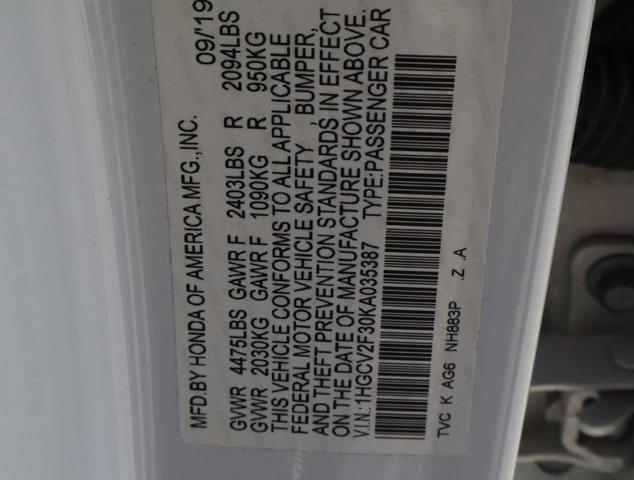 MFD.BY HONDA OF AMERICA MFG.,INC. 09/19
GVWR 4475LBS GAWR F 2403LBS R 2094LBS
GVWR 2030KG GAWR F 1090KG R 950KG
THIS VEHICLE CONFORMS TO ALL APPLICABLE
FEDERAL MOTOR VEHICLE SAFETY , BUMPER,
AND THEFT PREVENTION STANDARDS IN EFFECT
ON THE DATE OF MANUFACTURE SHOWN ABOVE.
V.I.N.:1HGCV2F30KA035387 TYPE:PASSENGER CAR
TVC K AG6 NH883P .Z .A